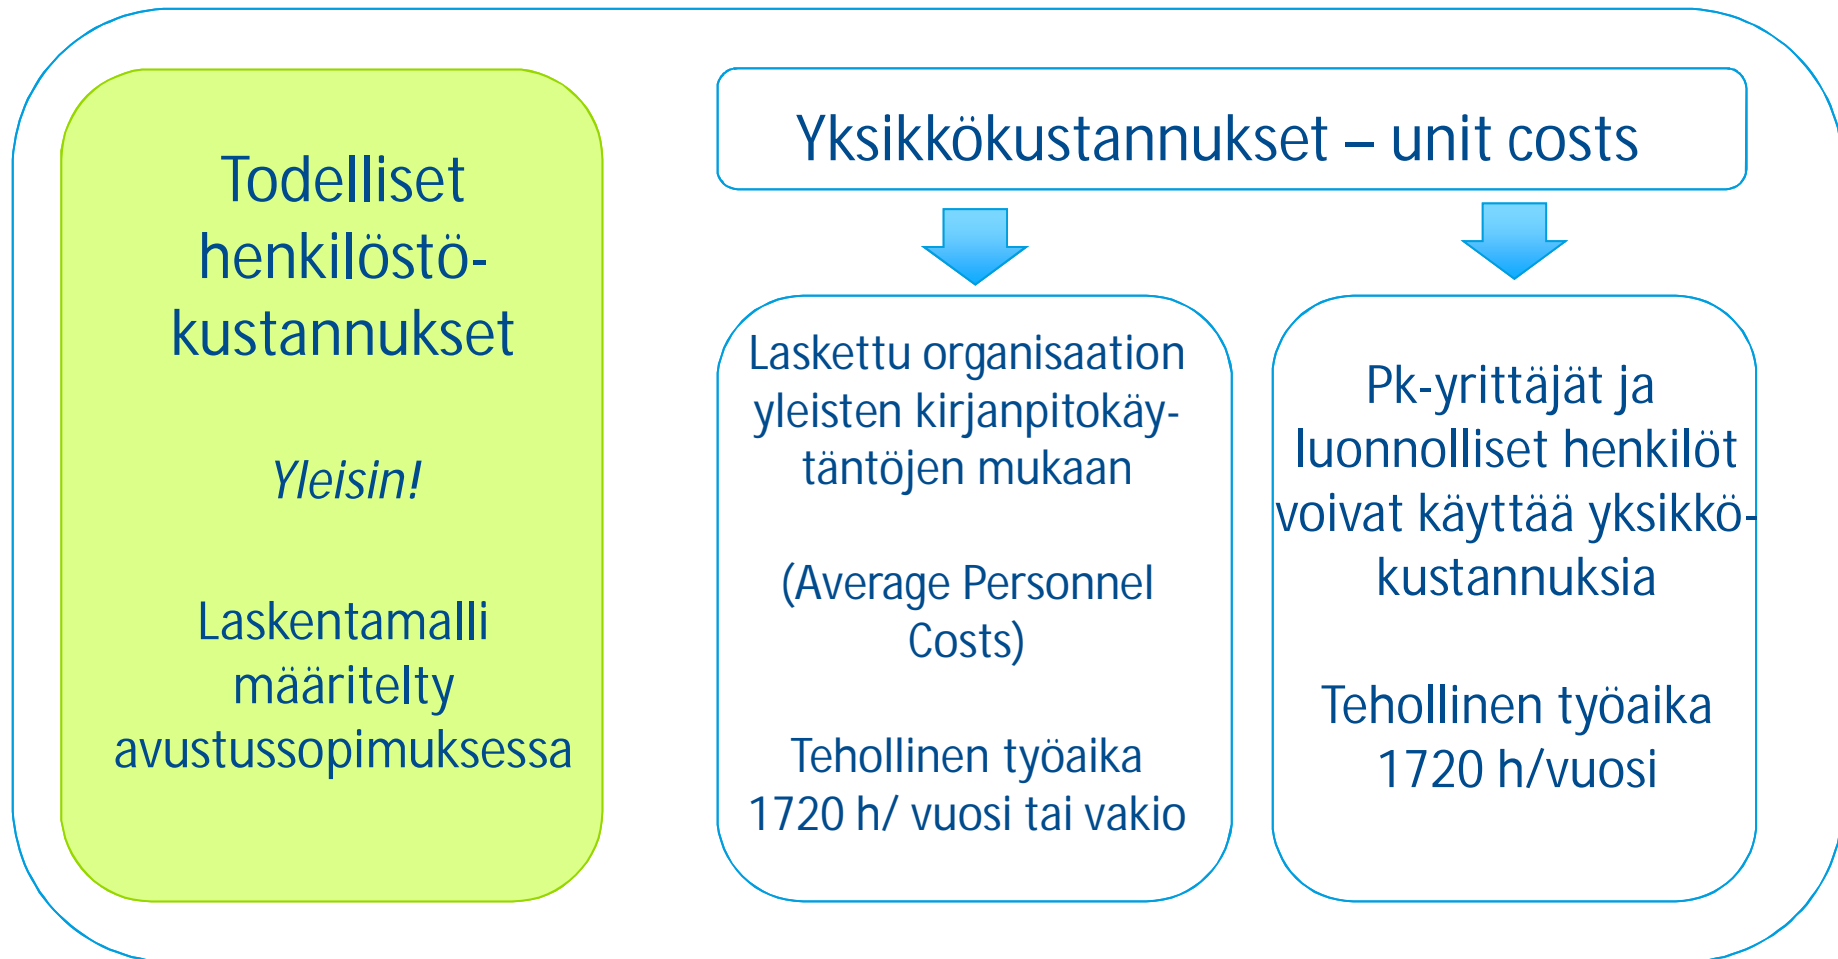 Todelliset
henkilöstö-
kustannukset
Yleisin!
Laskentamalli
määritelty
avustussopimuksessa
Yksikkökustannukset – unit costs
Laskettu organisaation
yleisten kirjanpitokäy-
täntöjen mukaan
(Average Personnel
Costs)
Tehollinen työaika
1720 h/ vuosi tai vakio
Pk-yrittäjät ja
luonnolliset henkilöt
voivat käyttää yksikkö-
kustannuksia
Tehollinen työaika
1720 h/vuosi